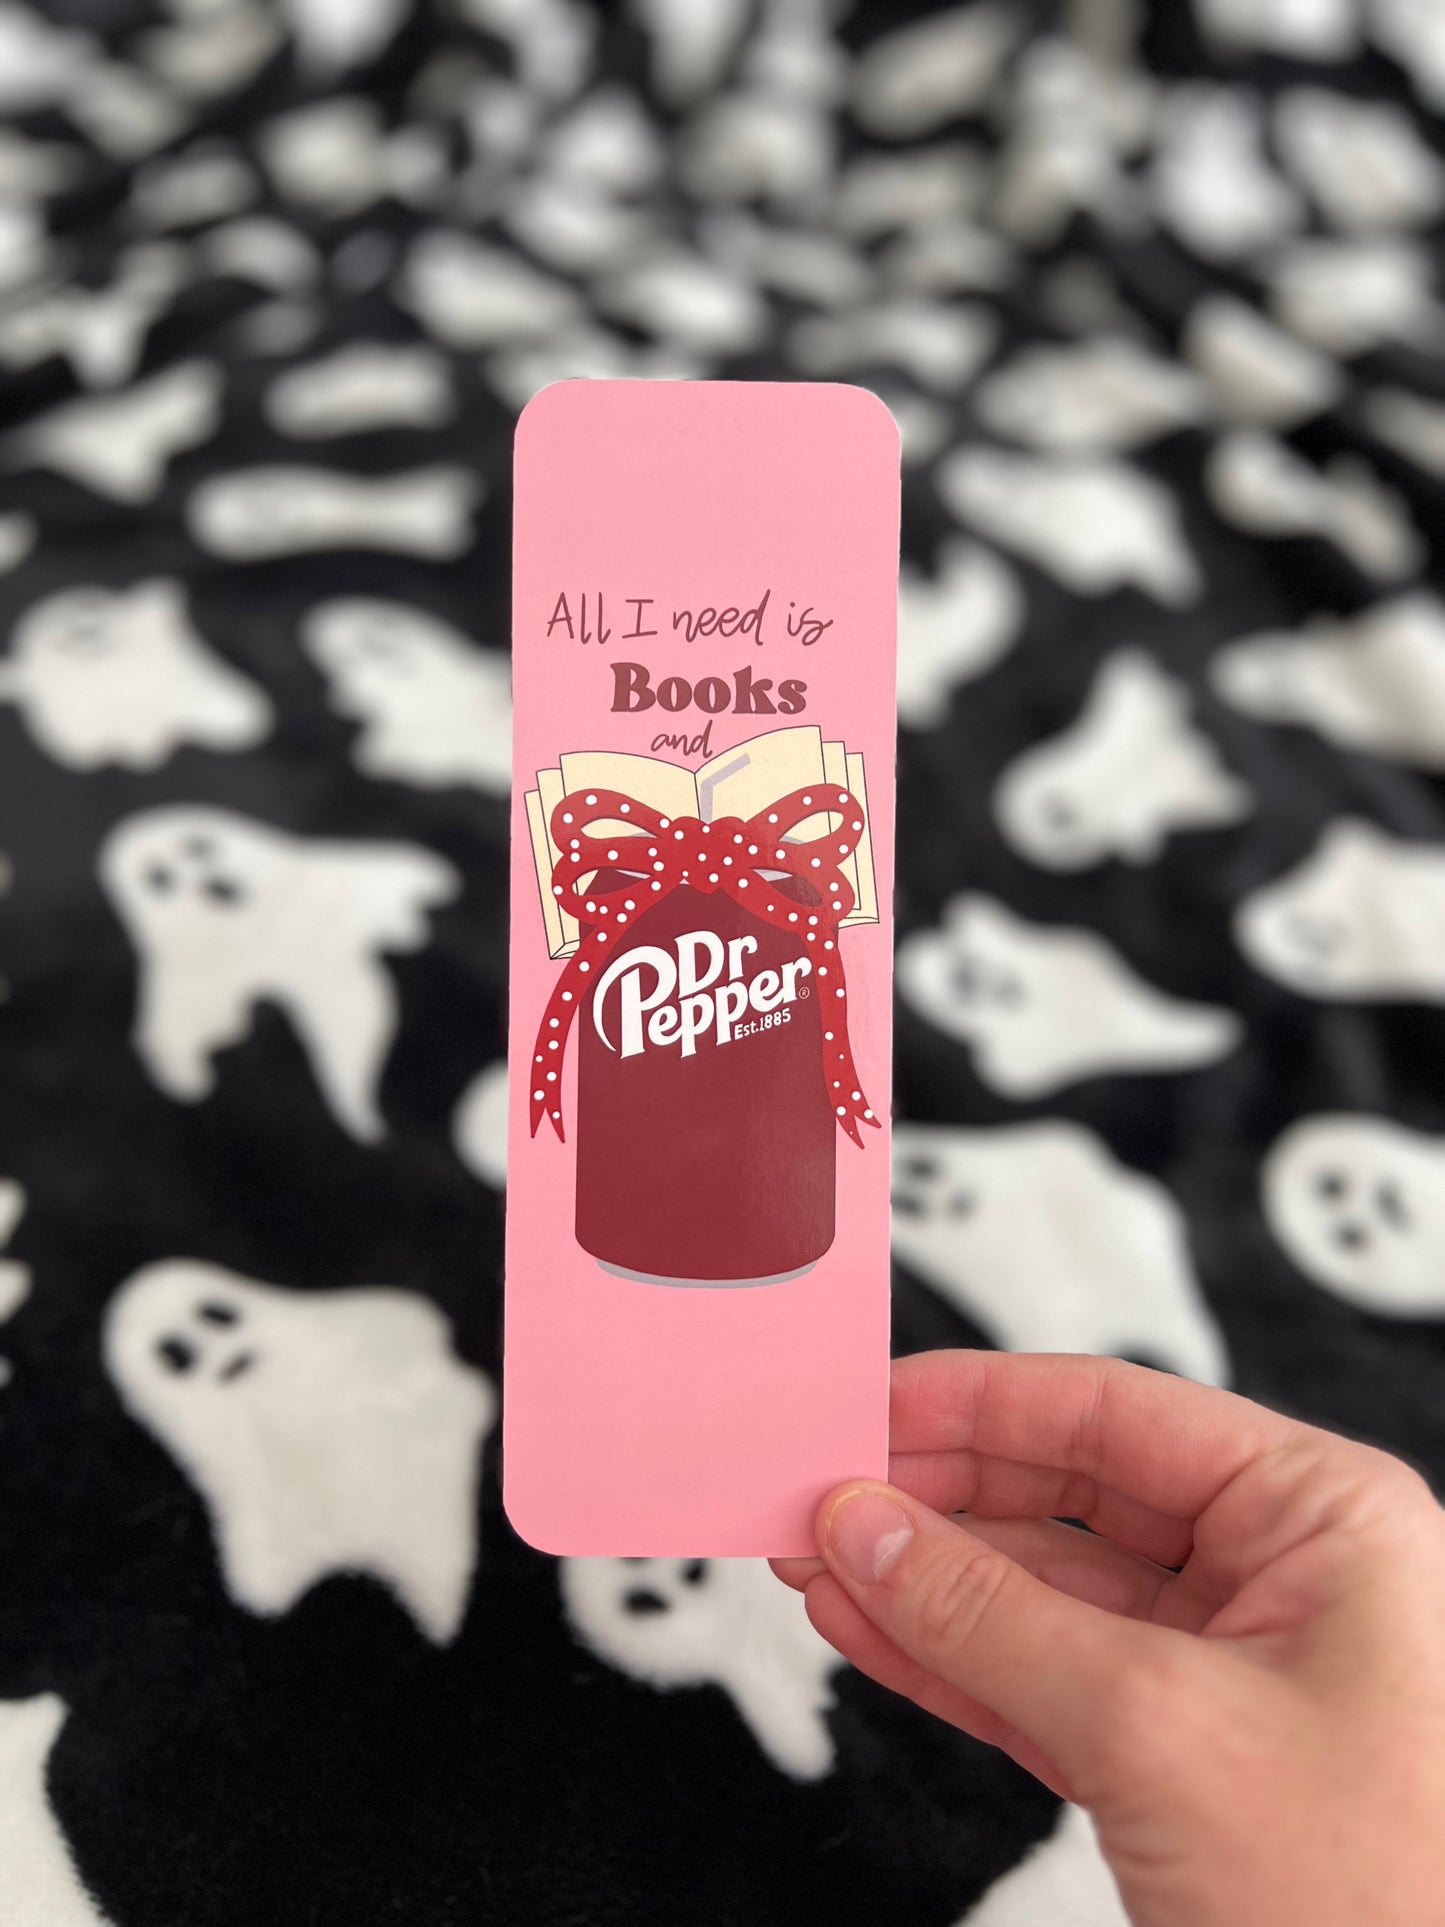 All I need is
Books
and
Dr
Pepper®
Est.1885